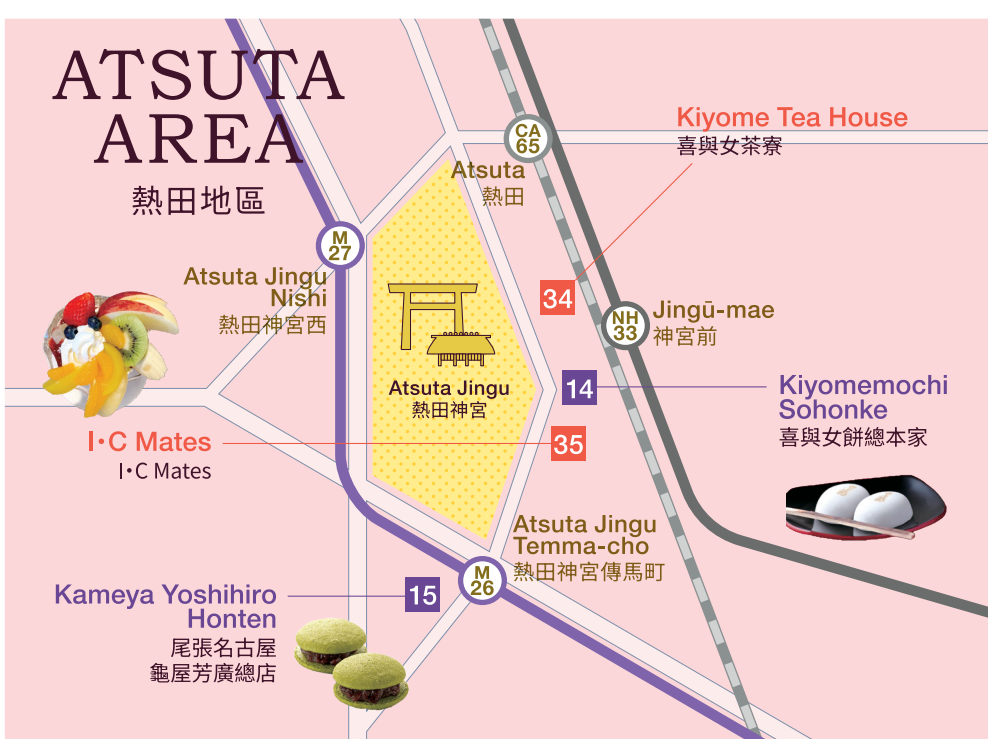 ATSUTA
AREA
熱田地區
CA
65
Atsuta
熱田
Kiyome Tea House
喜與女茶寮
M
27
Atsuta Jingu
Nishi
熱田神宮西
34
NH
33
Jingū-mae
神宮前
Atsuta Jingu
熱田神宮
14
Kiyomemochi
Sohonke
喜與女餅總本家
I・C Mates
I・C Mates
35
Atsuta Jingu
Temma-cho
熱田神宮傳馬町
M
26
Kameya Yoshihiro
Honten
尾張名古屋
龜屋芳廣總店
15